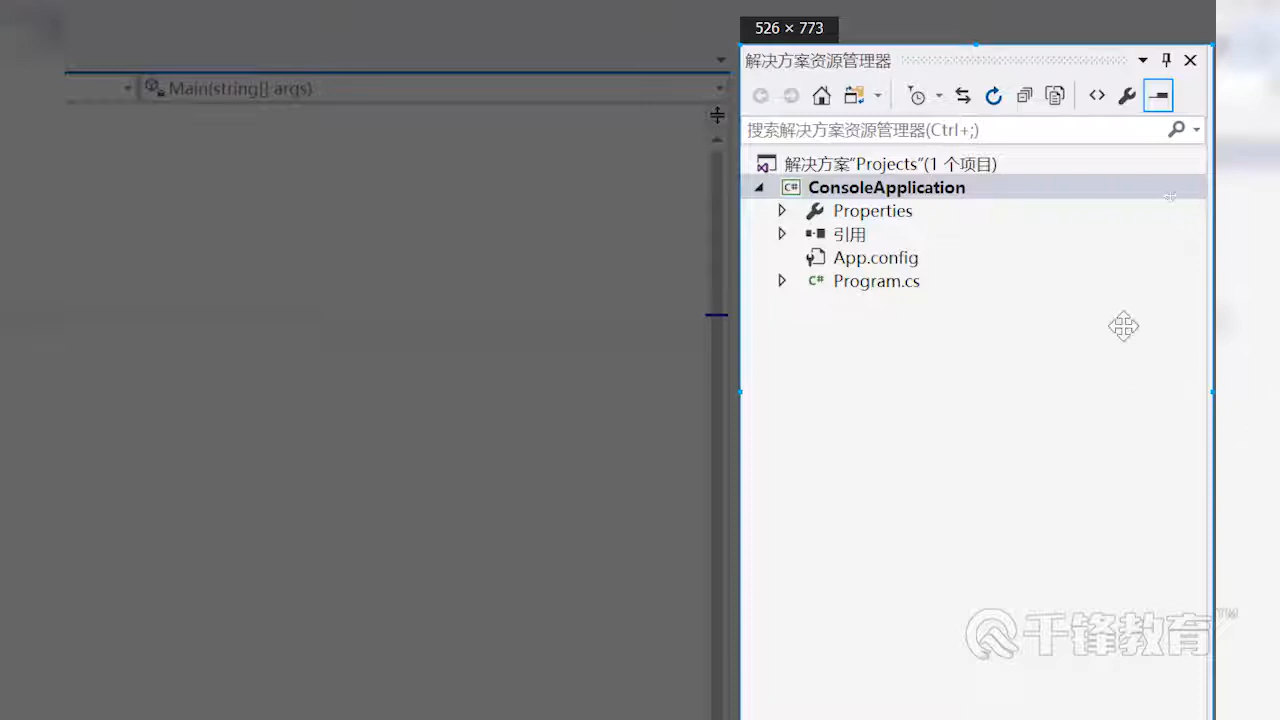 526 × 773
解决方案资源管理器
Main(string[] args)
搜索解决方案资源管理器(Ctrl+;)
解决方案"Projects"(1 个项目)
C# ConsoleApplication
Properties
引用
App.config
C# Program.cs
千锋教育™